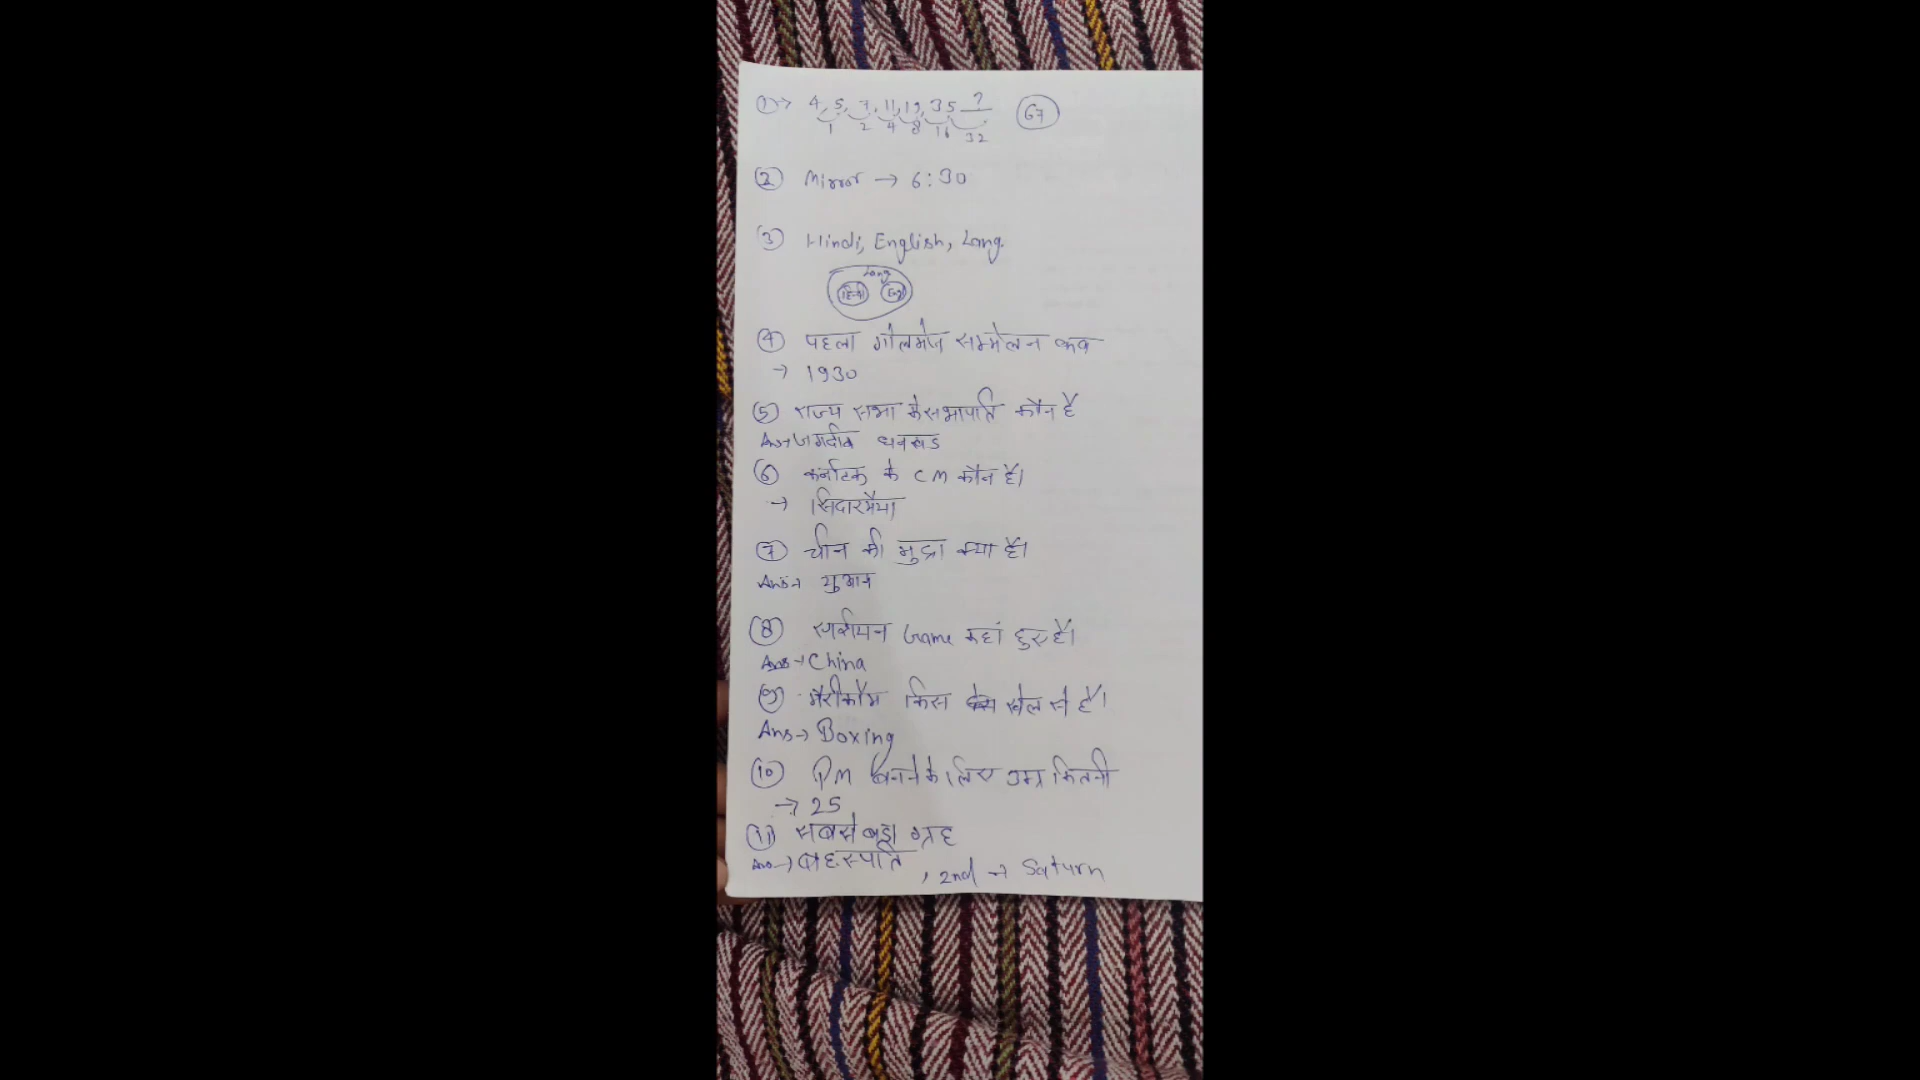 ① → 4, 5, 7, 11, 19, 35 ? 67
1 2 4 8 16 32
② Mirror → 6:30
③ Hindi, English, Lang.
Lang
हिन्दी Eng
④ पहला गोलमेज सम्मेलन कब
→ 1930
⑤ राज्य सभा के सभापति कौन है
Ans → जगदीप धनखड
⑥ कर्नाटक के CM कौन है।
→ सिदारमैया
⑦ चीन की मुद्रा क्या है।
Ans → युआन
⑧ एशियन Game कहां हुए है।
Ans → China
⑨ मैरीकॉम किस खेल से है।
Ans → Boxing
⑩ PM बनने के लिए उम्र कितनी
→ 25
⑪ सबसे बड़ा ग्रह
Ans → बृहस्पति, 2nd → Saturn